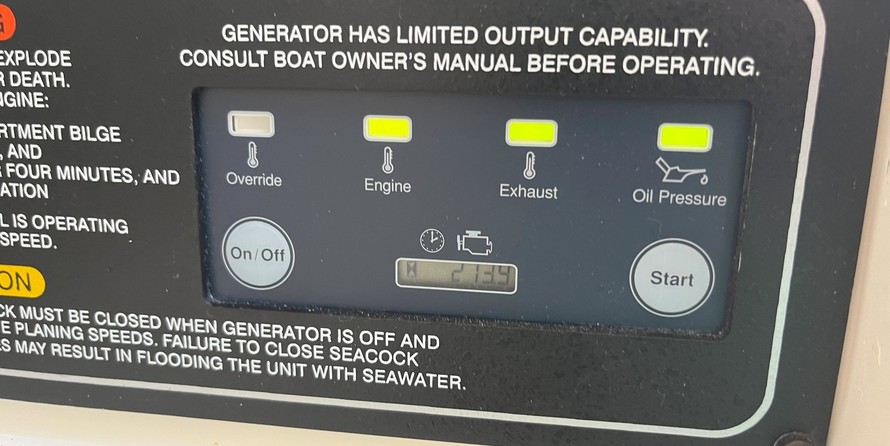 G
EXPLODE
R DEATH.
NGINE:
RTMENT BILGE
, AND
FOUR MINUTES, AND
ATION
L IS OPERATING
SPEED.
ON
GENERATOR HAS LIMITED OUTPUT CAPABILITY.
CONSULT BOAT OWNER'S MANUAL BEFORE OPERATING.
Override
Engine
Exhaust
Oil Pressure
On/Off
213.9
Start
CK MUST BE CLOSED WHEN GENERATOR IS OFF AND
E PLANING SPEEDS. FAILURE TO CLOSE SEACOCK
S MAY RESULT IN FLOODING THE UNIT WITH SEAWATER.